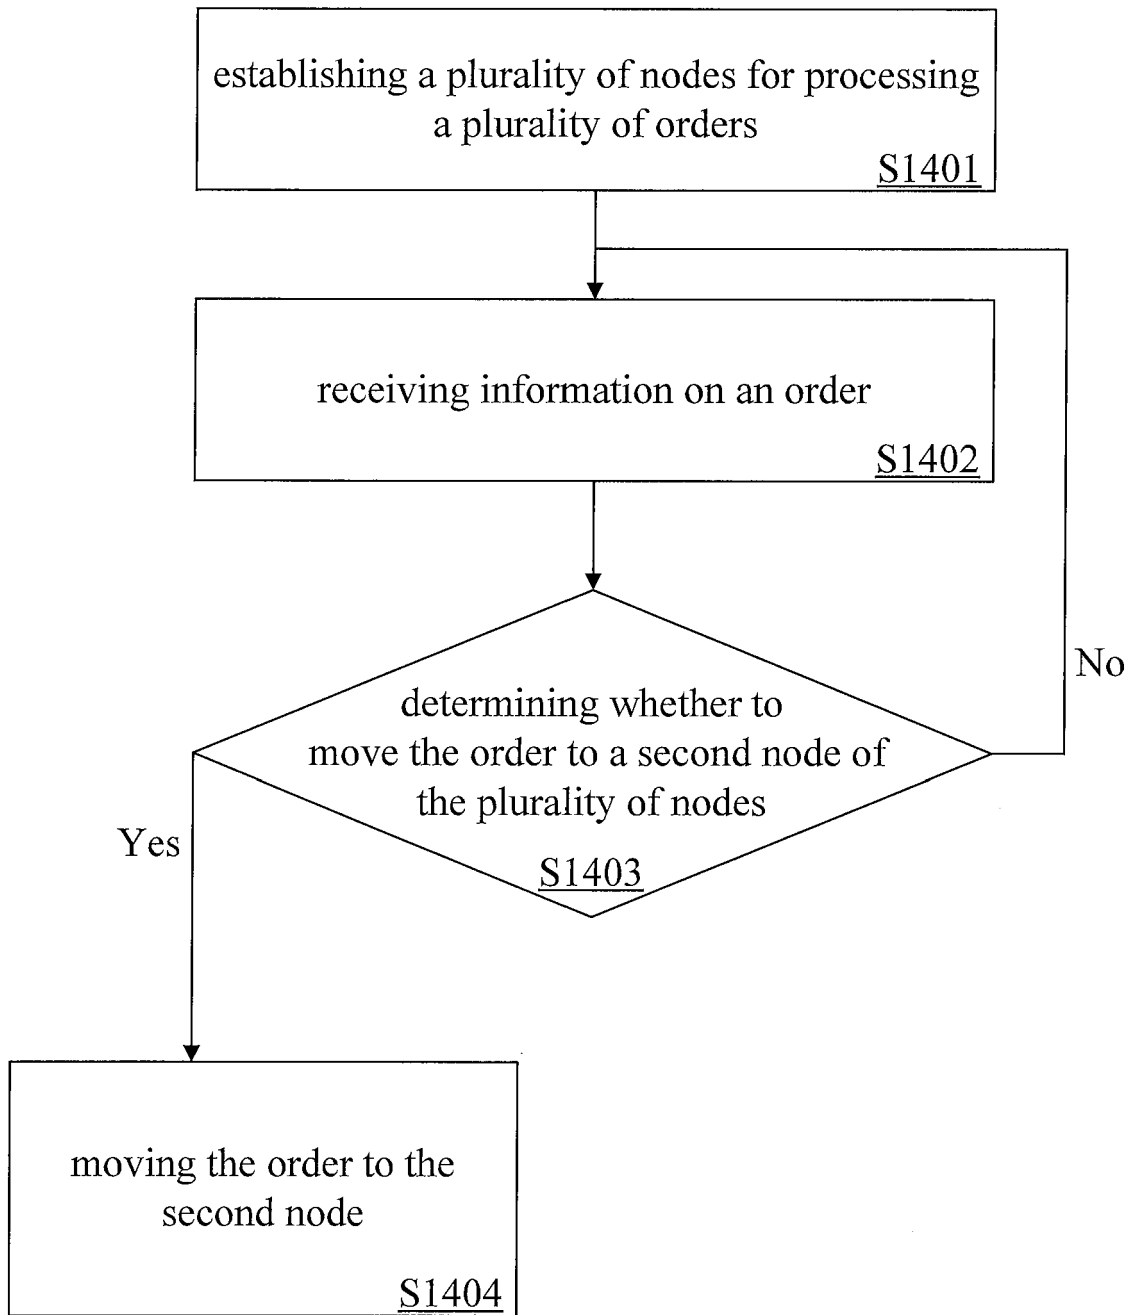 establishing a plurality of nodes for processing
a plurality of orders
S1401
receiving information on an order
S1402
determining whether to
move the order to a second node of
the plurality of nodes
S1403
No
Yes
moving the order to the
second node
S1404